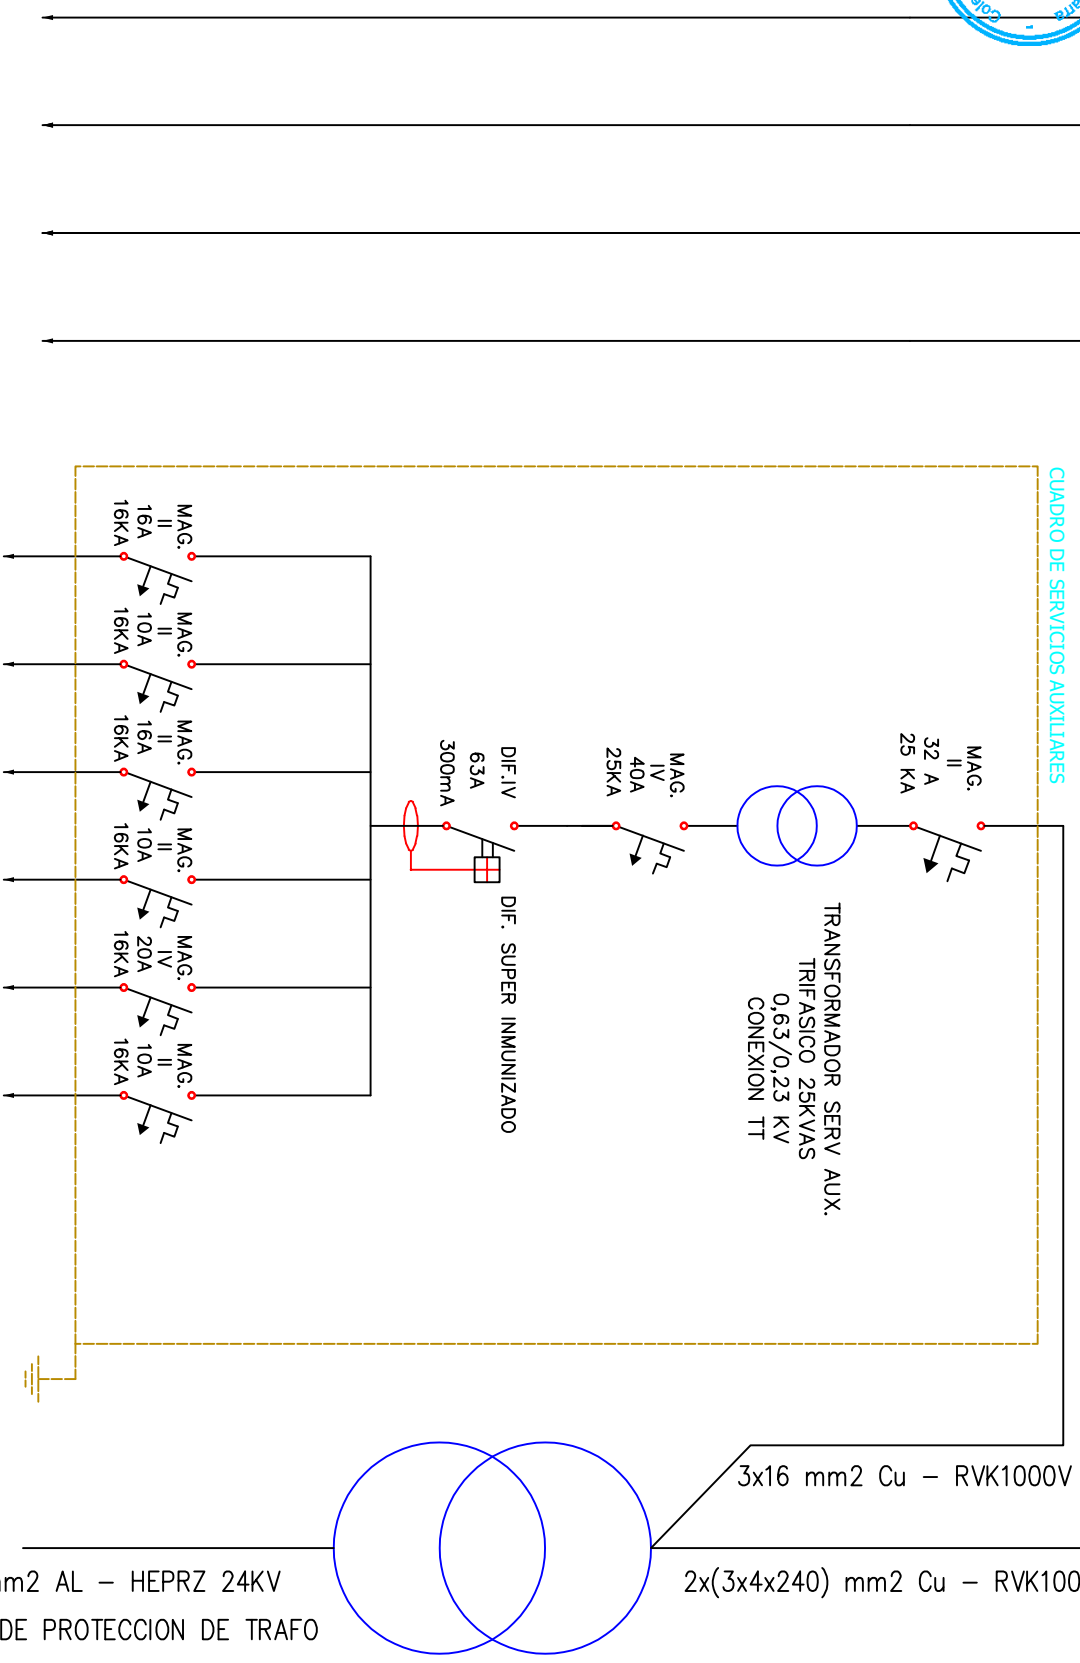 CUADRO DE SERVICIOS AUXILIARES
MAG.
II
32 A
25 KA
TRANSFORMADOR SERV AUX.
TRIFASICO 25KVAS
0,63/0,23 KV
CONEXION TT
MAG.
IV
40A
25KA
DIF.IV
63A
300mA
DIF. SUPER INMUNIZADO
MAG.
II
16A
16KA
MAG.
II
10A
16KA
MAG.
II
16A
16KA
MAG.
II
10A
16KA
MAG.
IV
20A
16KA
MAG.
II
10A
16KA
3x16 mm2 Cu - RVK1000V
2x(3x4x240) mm2 Cu - RVK100
mm2 AL - HEPRZ 24KV
DE PROTECCION DE TRAFO